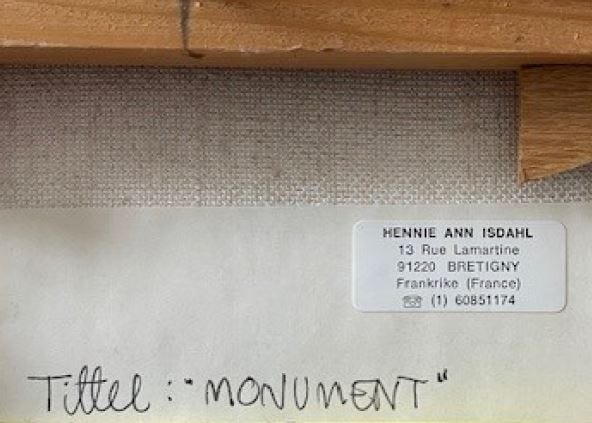 HENNIE ANN ISDAHL
13 Rue Lamartine
91220 BRETIGNY
Frankrike (France)
☏ (1) 60851174
Tittel : "MONUMENT"